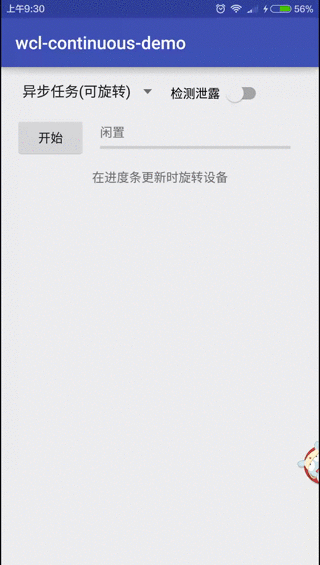 上午9:30 56%
wcl-continuous-demo
异步任务(可旋转) 检测泄露
开始 闲置
在进度条更新时旋转设备